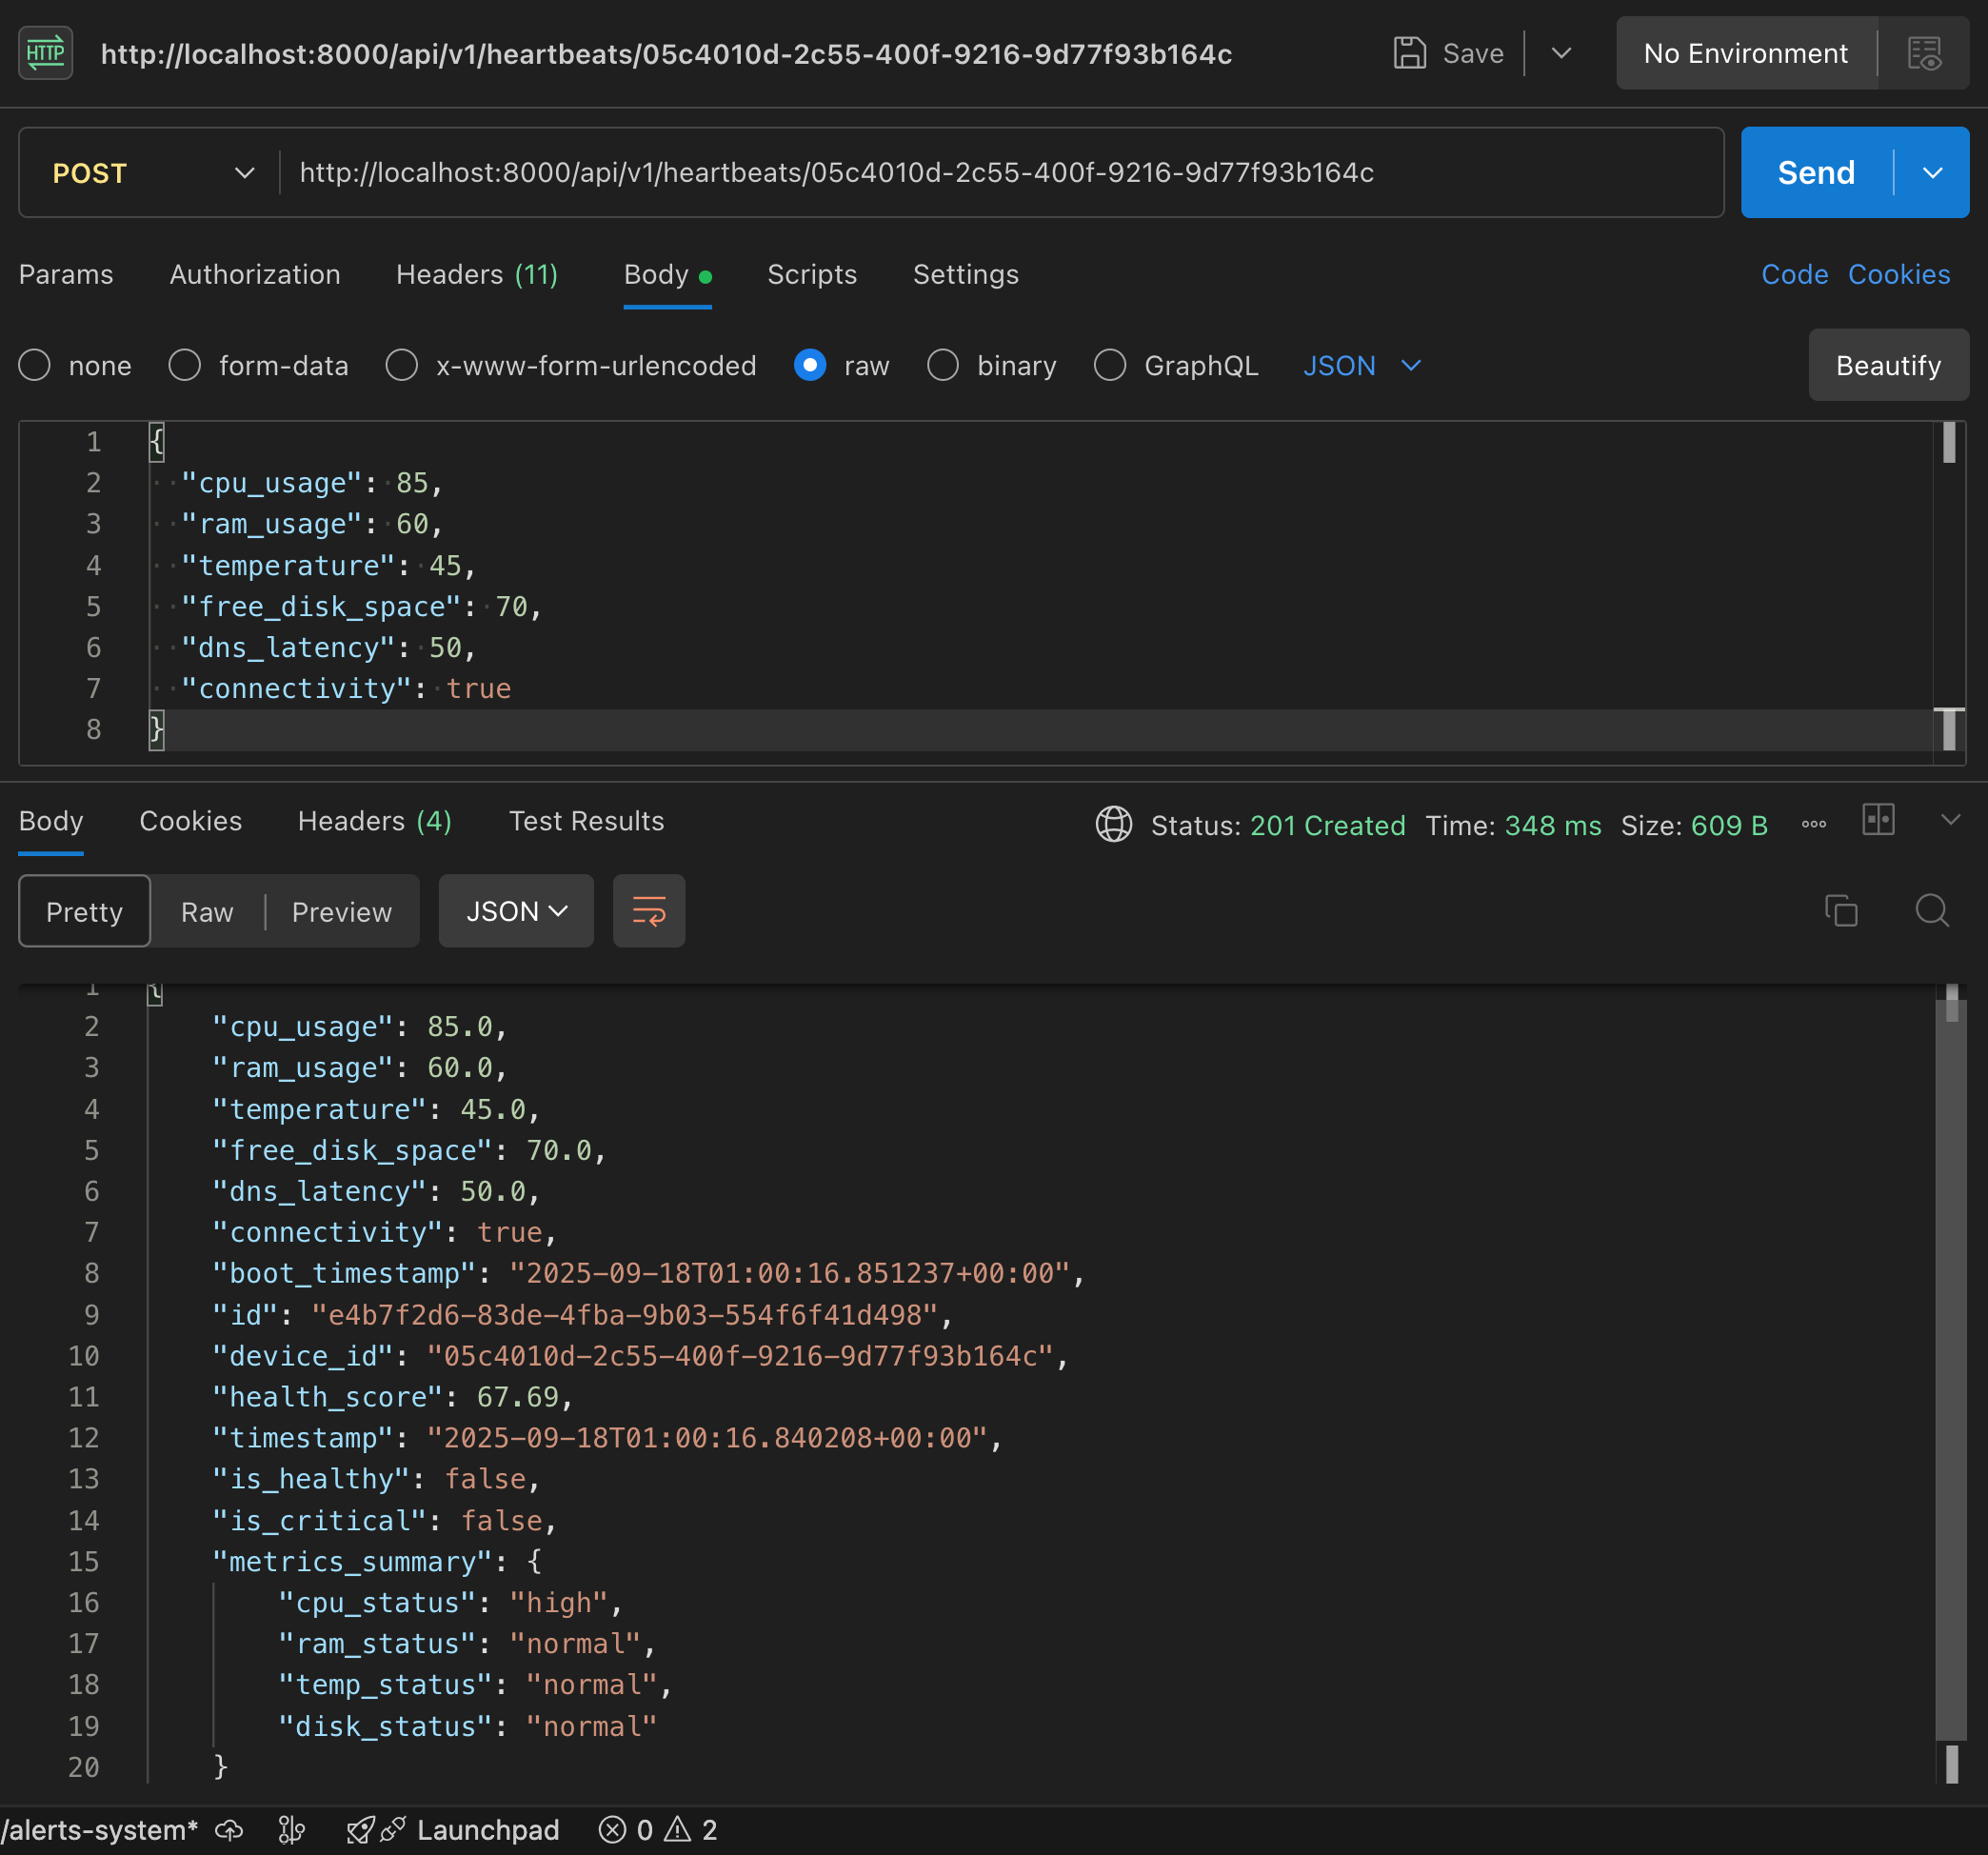 HTTP http://localhost:8000/api/v1/heartbeats/05c4010d-2c55-400f-9216-9d77f93b164c Save No Environment
POST http://localhost:8000/api/v1/heartbeats/05c4010d-2c55-400f-9216-9d77f93b164c Send
Params Authorization Headers (11) Body Scripts Settings Code Cookies
none form-data x-www-form-urlencoded raw binary GraphQL JSON Beautify
1 {
2 "cpu_usage": 85,
3 "ram_usage": 60,
4 "temperature": 45,
5 "free_disk_space": 70,
6 "dns_latency": 50,
7 "connectivity": true
8 }
Body Cookies Headers (4) Test Results Status: 201 Created Time: 348 ms Size: 609 B
Pretty Raw Preview JSON
1 {
2 "cpu_usage": 85.0,
3 "ram_usage": 60.0,
4 "temperature": 45.0,
5 "free_disk_space": 70.0,
6 "dns_latency": 50.0,
7 "connectivity": true,
8 "boot_timestamp": "2025-09-18T01:00:16.851237+00:00",
9 "id": "e4b7f2d6-83de-4fba-9b03-554f6f41d498",
10 "device_id": "05c4010d-2c55-400f-9216-9d77f93b164c",
11 "health_score": 67.69,
12 "timestamp": "2025-09-18T01:00:16.840208+00:00",
13 "is_healthy": false,
14 "is_critical": false,
15 "metrics_summary": {
16 "cpu_status": "high",
17 "ram_status": "normal",
18 "temp_status": "normal",
19 "disk_status": "normal"
20 }
/alerts-system* Launchpad 0 2